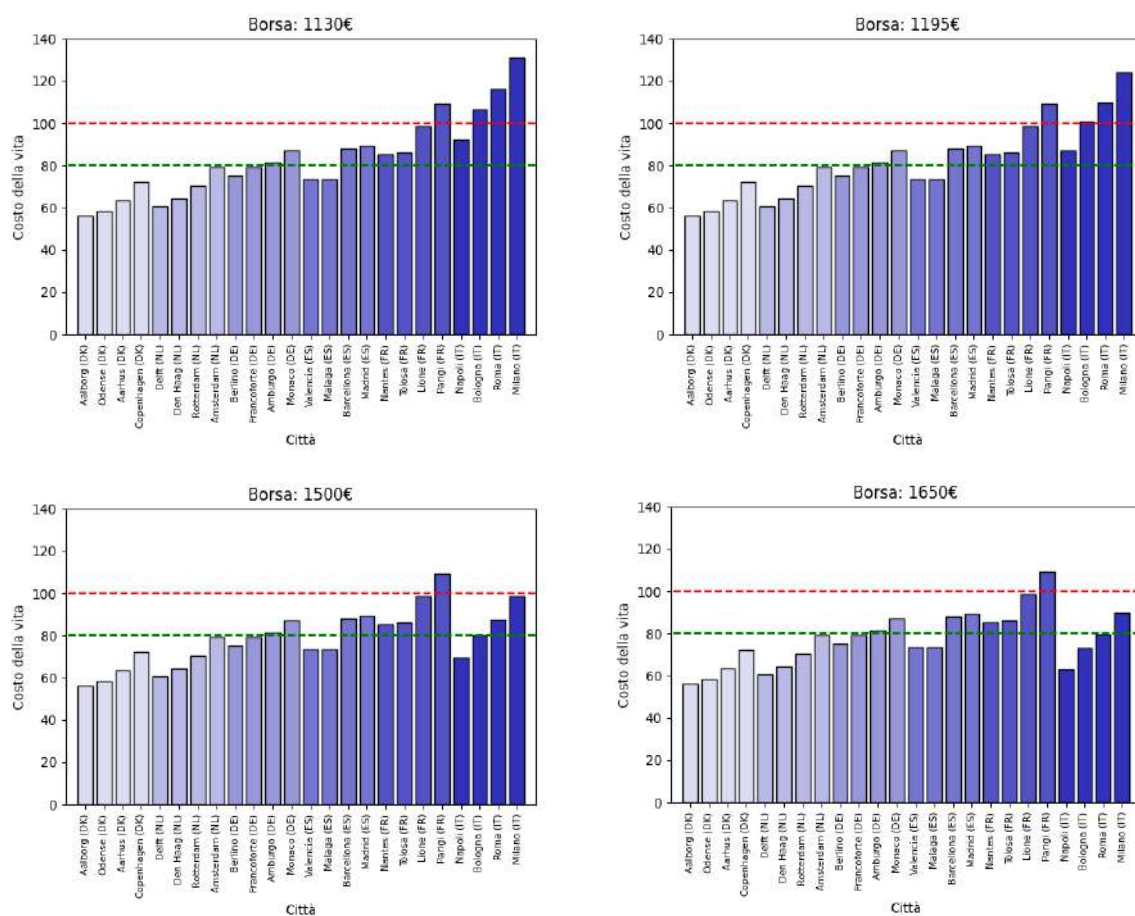 Borsa: 1130€
Costo della vita
140
120
100
80
60
40
20
0
Aalborg (DK)
Odense (DK)
Aarhus (DK)
Copenhagen (DK)
Delft (NL)
Den Haag (NL)
Rotterdam (NL)
Amsterdam (NL)
Berlino (DE)
Francoforte (DE)
Amburgo (DE)
Monaco (DE)
Valencia (ES)
Malaga (ES)
Barcellona (ES)
Madrid (ES)
Nantes (FR)
Tolosa (FR)
Lione (FR)
Parigi (FR)
Napoli (IT)
Bologna (IT)
Roma (IT)
Milano (IT)
Città
Borsa: 1195€
Costo della vita
140
120
100
80
60
40
20
0
Aalborg (DK)
Odense (DK)
Aarhus (DK)
Copenhagen (DK)
Delft (NL)
Den Haag (NL)
Rotterdam (NL)
Amsterdam (NL)
Berlino (DE)
Francoforte (DE)
Amburgo (DE)
Monaco (DE)
Valencia (ES)
Malaga (ES)
Barcellona (ES)
Madrid (ES)
Nantes (FR)
Tolosa (FR)
Lione (FR)
Parigi (FR)
Napoli (IT)
Bologna (IT)
Roma (IT)
Milano (IT)
Città
Borsa: 1500€
Costo della vita
140
120
100
80
60
40
20
0
Aalborg (DK)
Odense (DK)
Aarhus (DK)
Copenhagen (DK)
Delft (NL)
Den Haag (NL)
Rotterdam (NL)
Amsterdam (NL)
Berlino (DE)
Francoforte (DE)
Amburgo (DE)
Monaco (DE)
Valencia (ES)
Malaga (ES)
Barcellona (ES)
Madrid (ES)
Nantes (FR)
Tolosa (FR)
Lione (FR)
Parigi (FR)
Napoli (IT)
Bologna (IT)
Roma (IT)
Milano (IT)
Città
Borsa: 1650€
Costo della vita
140
120
100
80
60
40
20
0
Aalborg (DK)
Odense (DK)
Aarhus (DK)
Copenhagen (DK)
Delft (NL)
Den Haag (NL)
Rotterdam (NL)
Amsterdam (NL)
Berlino (DE)
Francoforte (DE)
Amburgo (DE)
Monaco (DE)
Valencia (ES)
Malaga (ES)
Barcellona (ES)
Madrid (ES)
Nantes (FR)
Tolosa (FR)
Lione (FR)
Parigi (FR)
Napoli (IT)
Bologna (IT)
Roma (IT)
Milano (IT)
Città